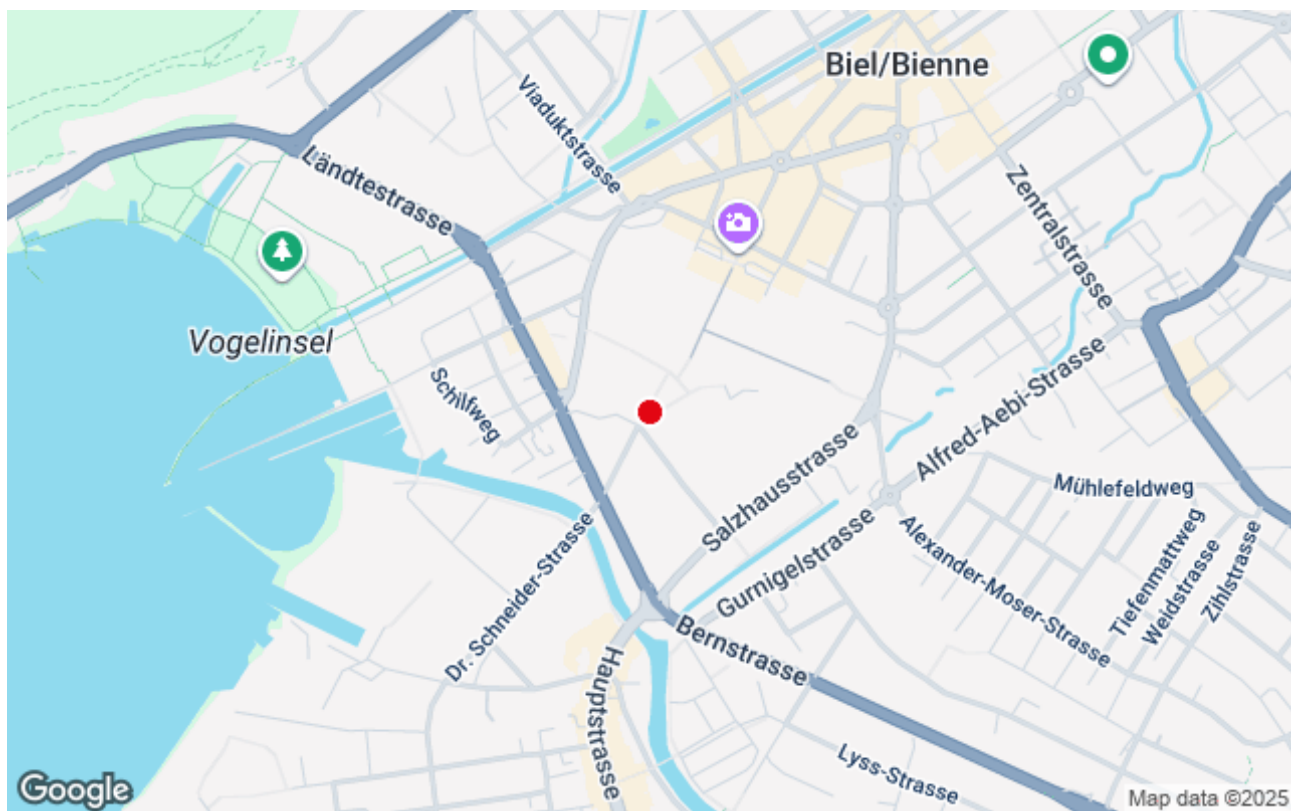 Biel/Bienne
Viaduktstrasse
Ländtestrasse
Zentralstrasse
Vogelinsel
Schilfweg
Alfred-Aebi-Strasse
Salzhausstrasse
Mühlefeldweg
Gurnigelstrasse
Alexander-Moser-Strasse
Tiefenmattweg
Weidstrasse
Zihlstrasse
Dr. Schneider-Strasse
Bernstrasse
Hauptstrasse
Lyss-Strasse
Google
Map data ©2025